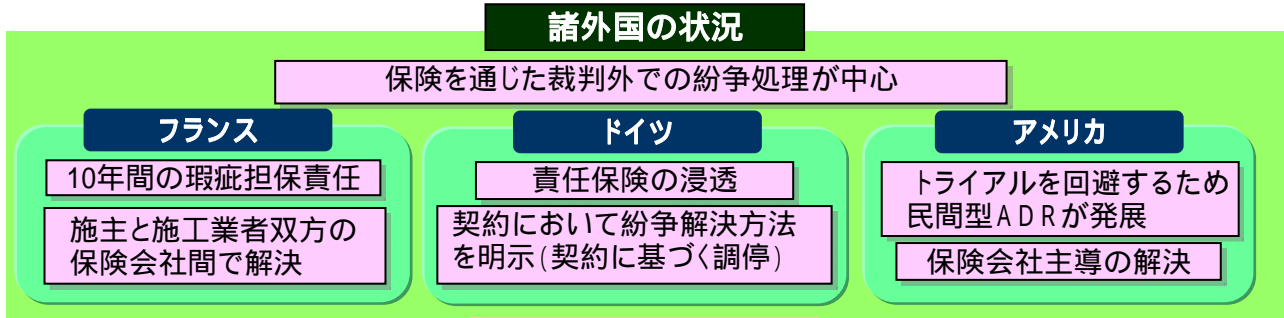 諸外国の状況
保険を通じた裁判外での紛争処理が中心
フランス
10年間の瑕疵担保責任
施主と施工業者双方の
保険会社間で解決
ドイツ
責任保険の浸透
契約において紛争解決方法
を明示(契約に基づく調停)
アメリカ
トライアルを回避するため
民間型ADRが発展
保険会社主導の解決